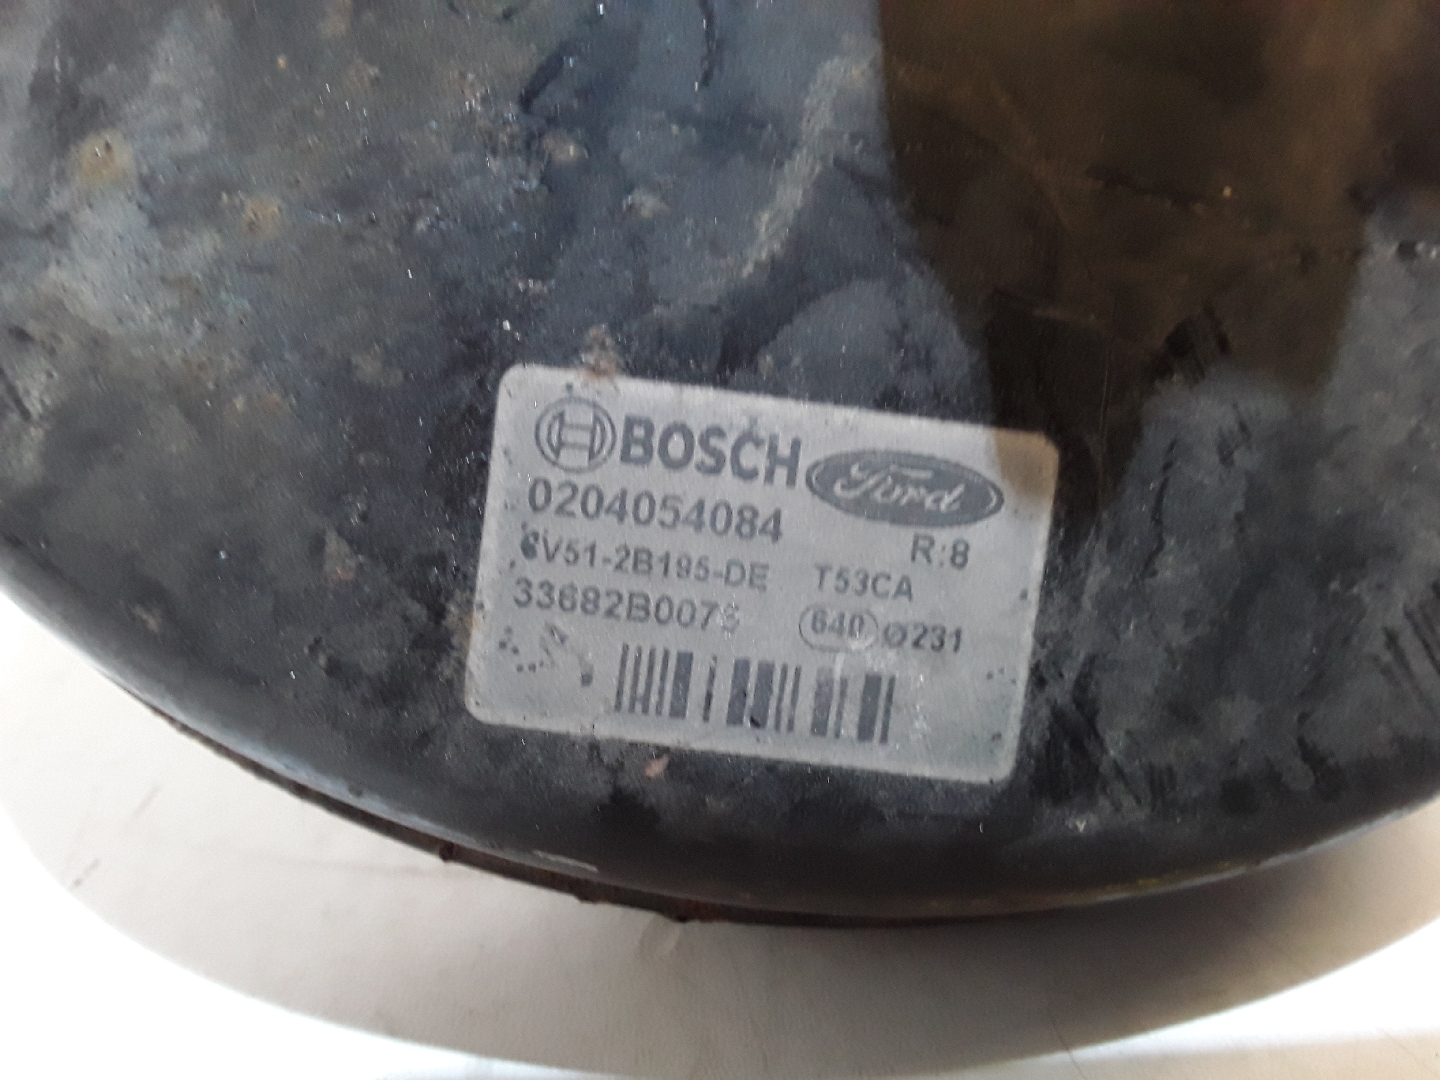 BOSCH Ford
0204054084
R:8
V51-2B195-DE T53CA
33682B007
640 Ø231